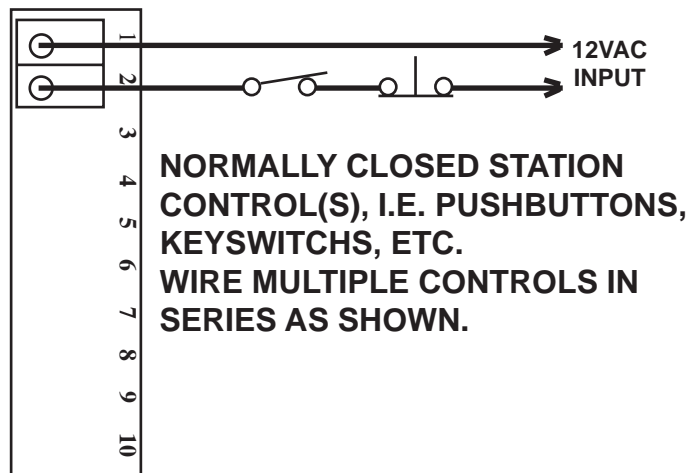 1
12VAC
INPUT
2
3
NORMALLY CLOSED STATION
4
CONTROL(S), I.E. PUSHBUTTONS,
5
KEYSWITCHS, ETC.
6
WIRE MULTIPLE CONTROLS IN
7
SERIES AS SHOWN.
8
9
10